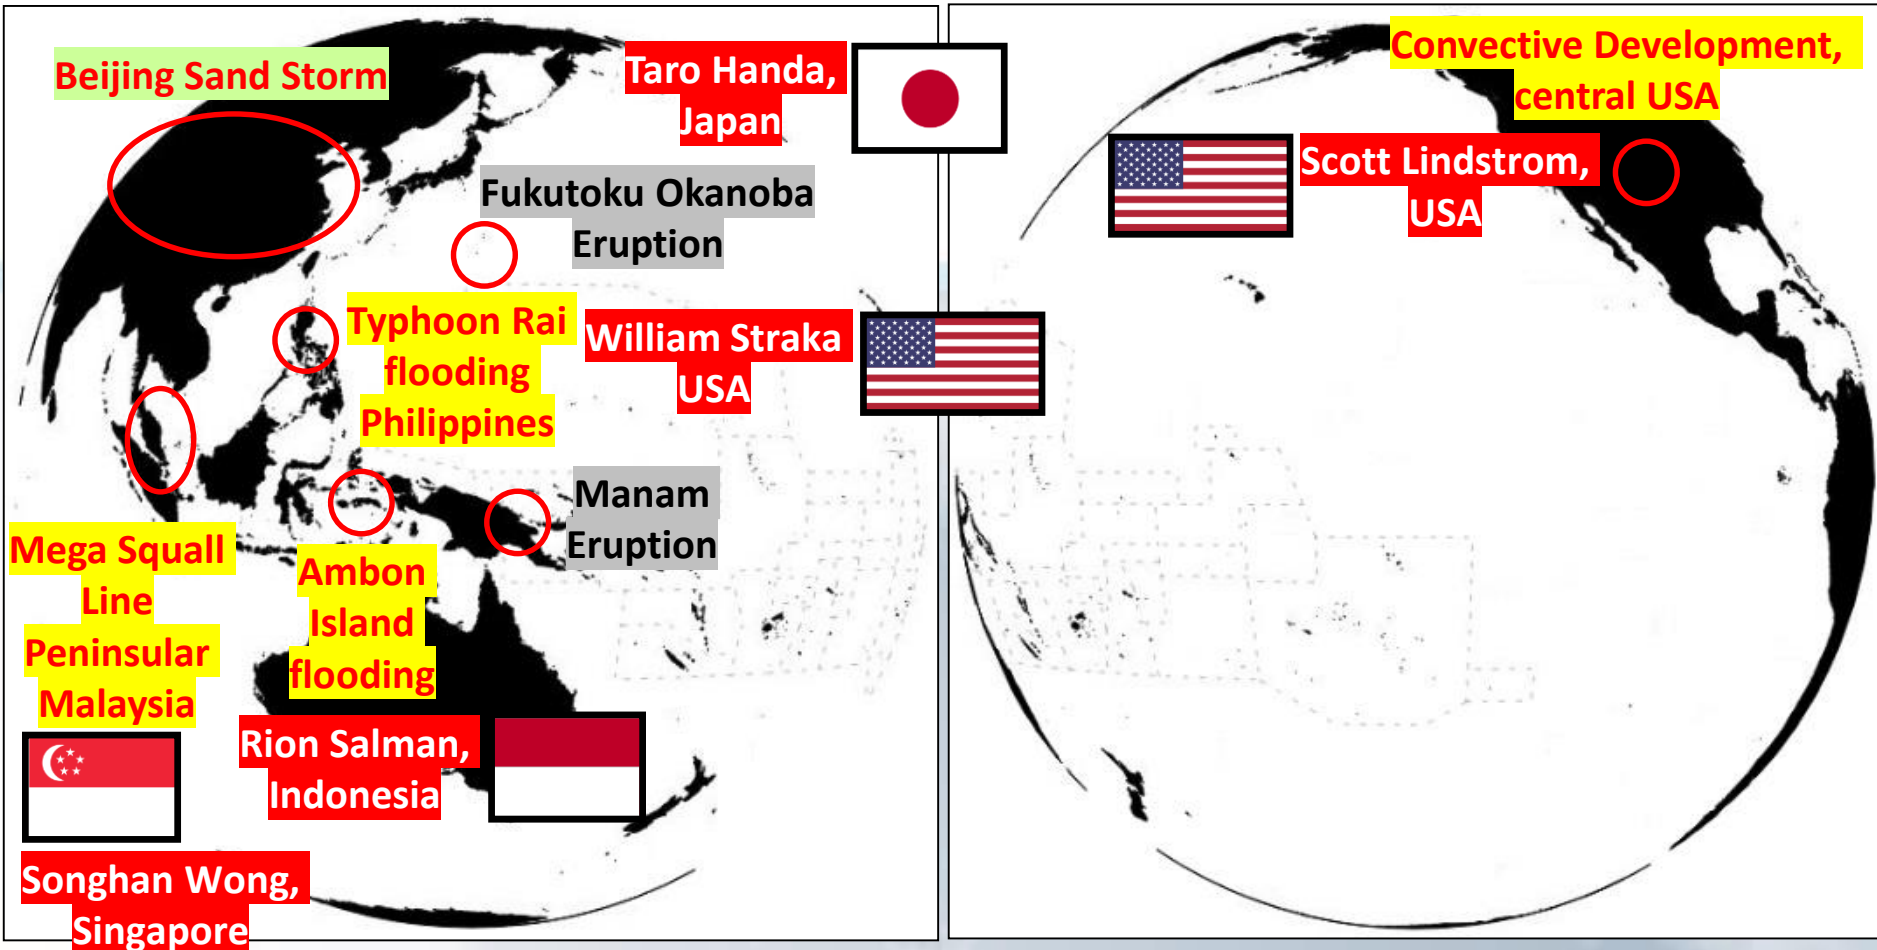 Beijing Sand Storm
Taro Handa,
Japan
Fukutoku Okanoba
Eruption
Typhoon Rai
flooding
Philippines
William Straka
USA
Manam
Eruption
Mega Squall
Line
Peninsular
Malaysia
Ambon
Island
flooding
Rion Salman,
Indonesia
Songhan Wong,
Singapore
Convective Development,
central USA
Scott Lindstrom,
USA